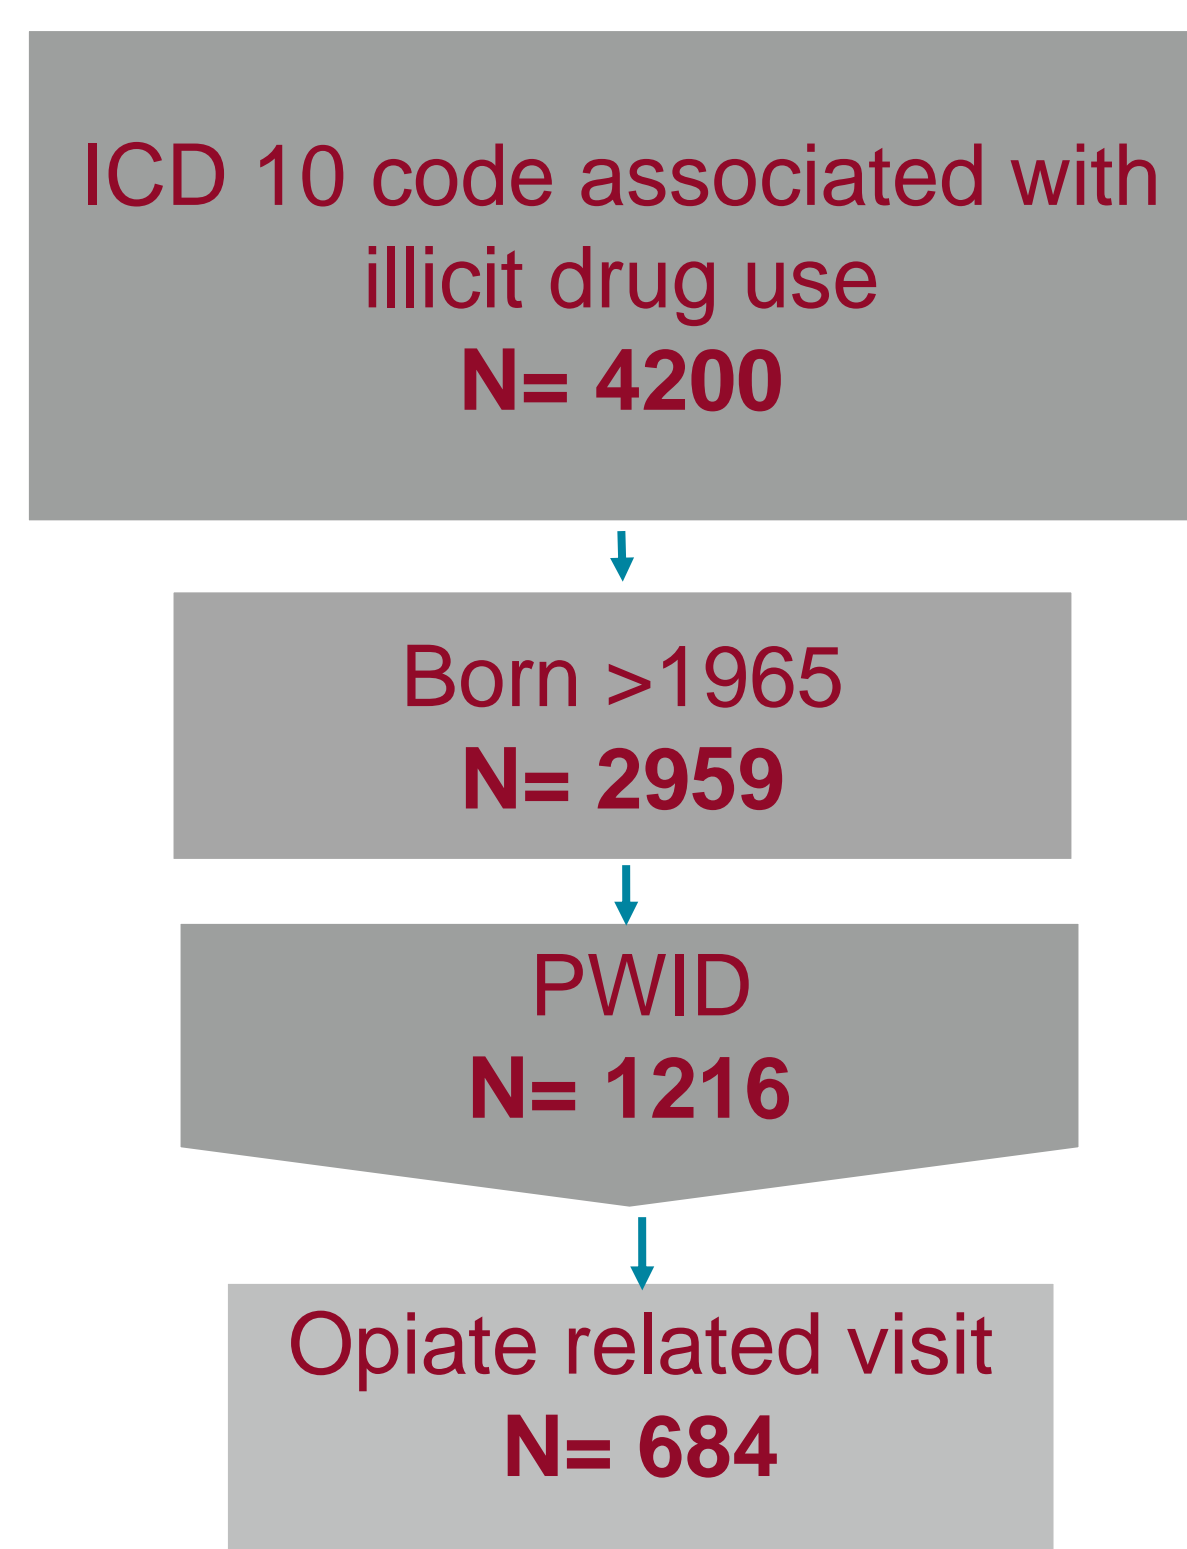 ICD 10 code associated with
illicit drug use
N= 4200
Born >1965
N= 2959
PWID
N= 1216
Opiate related visit
N= 684